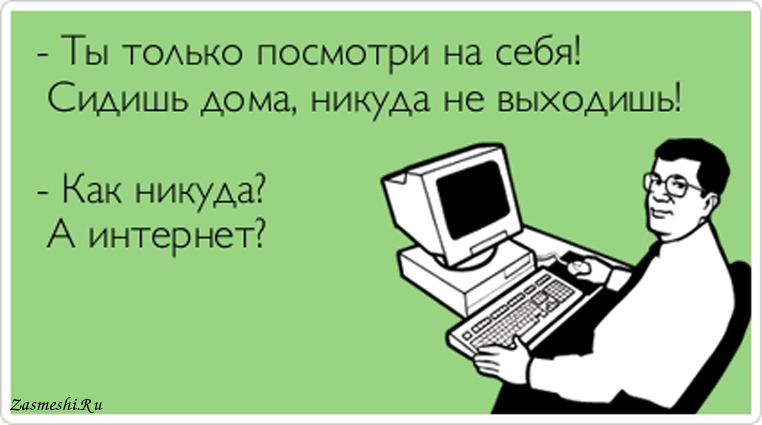 - Ты только посмотри на себя!
Сидишь дома, никуда не выходишь!
- Как никуда?
А интернет?
Zasmeshi.Ru